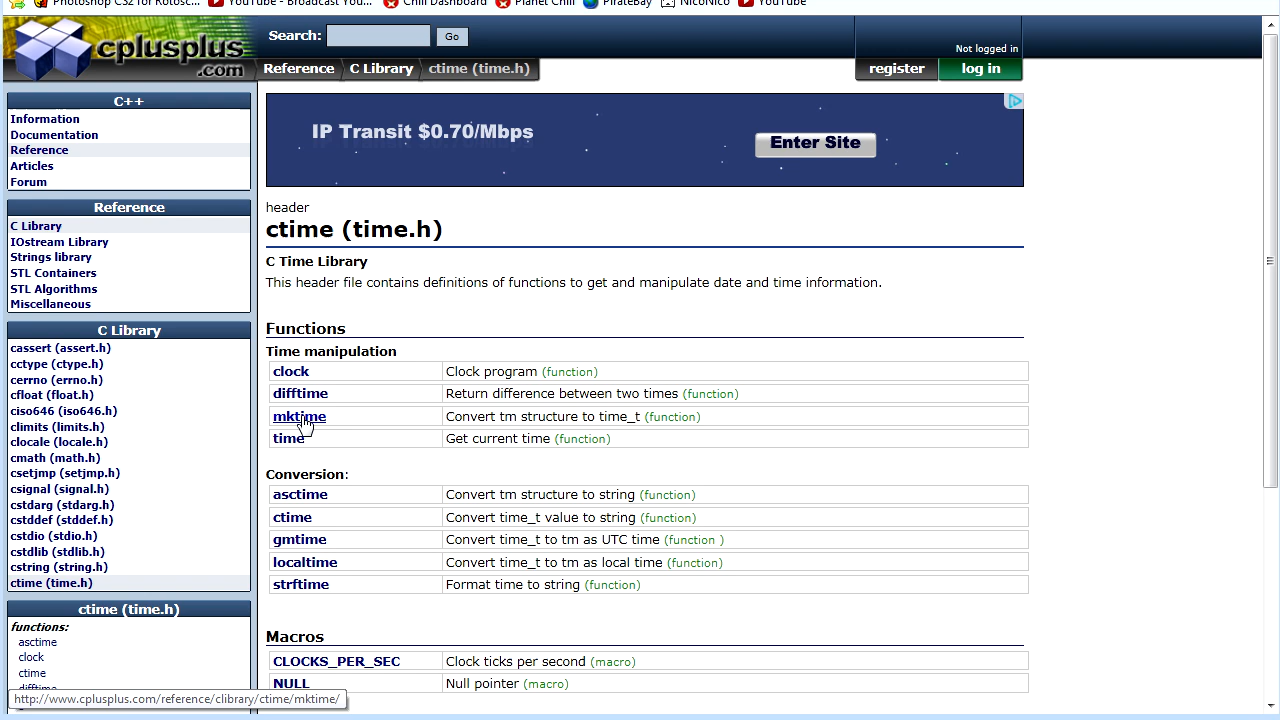 Photoshop CS2 for Rotosc... YouTube - Broadcast You... Chill Dashboard Planet Chill PirateBay NicoNico YouTube
cplusplus
.com
Search: Go
Not logged in
Reference C Library ctime (time.h) register log in
C++
Information
Documentation
Reference
Articles
Forum
Reference
C Library
IOstream Library
Strings library
STL Containers
STL Algorithms
Miscellaneous
C Library
cassert (assert.h)
cctype (ctype.h)
cerrno (errno.h)
cfloat (float.h)
ciso646 (iso646.h)
climits (limits.h)
clocale (locale.h)
cmath (math.h)
csetjmp (setjmp.h)
csignal (signal.h)
cstdarg (stdarg.h)
cstddef (stddef.h)
cstdio (stdio.h)
cstdlib (stdlib.h)
cstring (string.h)
ctime (time.h)
ctime (time.h)
functions:
asctime
clock
ctime
difftime
http://www.cplusplus.com/reference/clibrary/ctime/mktime/
IP Transit $0.70/Mbps Enter Site
header
ctime (time.h)
C Time Library
This header file contains definitions of functions to get and manipulate date and time information.
Functions
Time manipulation
clock Clock program (function)
difftime Return difference between two times (function)
mktime Convert tm structure to time_t (function)
time Get current time (function)
Conversion:
asctime Convert tm structure to string (function)
ctime Convert time_t value to string (function)
gmtime Convert time_t to tm as UTC time (function )
localtime Convert time_t to tm as local time (function)
strftime Format time to string (function)
Macros
CLOCKS_PER_SEC Clock ticks per second (macro)
NULL Null pointer (macro)